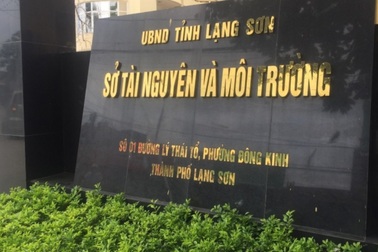 UBND TỈNH LẠNG SƠN
SỞ TÀI NGUYÊN VÀ MÔI TRƯỜNG
SỐ 01 ĐƯỜNG LÝ THÁI TỔ, PHƯỜNG ĐÔNG KINH
THÀNH PHỐ LẠNG SƠN